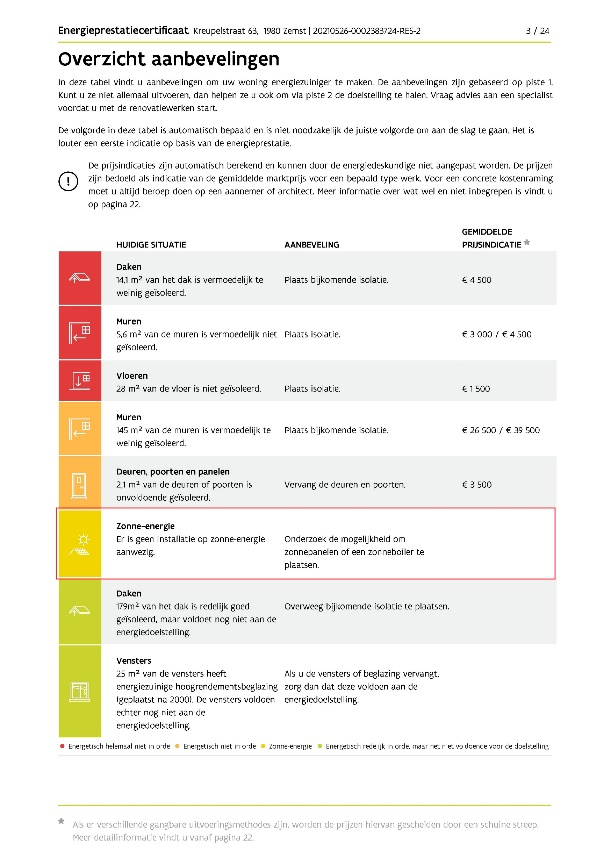 Energieprestatiecertificaat Kreupelstraat 63, 1980 Zemst | 20210526-0002383724-RES-2 3 / 24
Overzicht aanbevelingen
In deze tabel vindt u aanbevelingen om uw woning energiezuiniger te maken. De aanbevelingen zijn gebaseerd op piste 1.
Kunt u ze niet allemaal uitvoeren, dan helpen ze u ook om via piste 2 de doelstelling te halen. Vraag advies aan een specialist
voordat u met de renovatiewerken start.
De volgorde in deze tabel is automatisch bepaald en is niet noodzakelijk de juiste volgorde om aan de slag te gaan. Het is
louter een eerste indicatie op basis van de energieprestatie.
De prijsindicaties zijn automatisch berekend en kunnen door de energiedeskundige niet aangepast worden. De prijzen
zijn bedoeld als indicatie van de gemiddelde marktprijs voor een bepaald type werk. Voor een concrete kostenraming
moet u altijd beroep doen op een aannemer of architect. Meer informatie over wat wel en niet inbegrepen is vindt u
op pagina 22.
HUIDIGE SITUATIE AANBEVELING GEMIDDELDE
PRIJSINDICATIE *
Daken
14,1 m² van het dak is vermoedelijk te Plaats bijkomende isolatie. € 4 500
weinig geïsoleerd.
Muren
5,6 m² van de muren is vermoedelijk niet Plaats isolatie. € 3 000 / € 4 500
geïsoleerd.
Vloeren
28 m² van de vloer is niet geïsoleerd. Plaats isolatie. € 1 500
Muren
145 m² van de muren is vermoedelijk te Plaats bijkomende isolatie. € 26 500 / € 39 500
weinig geïsoleerd.
Deuren, poorten en panelen
2,1 m² van de deuren of poorten is Vervang de deuren en poorten. € 3 500
onvoldoende geïsoleerd.
Zonne-energie
Er is geen installatie op zonne-energie Onderzoek de mogelijkheid om
aanwezig. zonnepanelen of een zonneboiler te
plaatsen.
Daken
179m² van het dak is redelijk goed Overweeg bijkomende isolatie te plaatsen.
geïsoleerd, maar voldoet nog niet aan de
energiedoelstelling.
Vensters
25 m² van de vensters heeft Als u de vensters of beglazing vervangt,
energiezuinige hoogrendementsbeglazing zorg dan dat deze voldoen aan de
(geplaatst na 2000). De vensters voldoen energiedoelstelling.
echter nog niet aan de
energiedoelstelling.
Energetisch helemaal niet in orde Energetisch niet in orde Zonne-energie Energetisch redelijk in orde, maar net niet voldoende voor de doelstelling
* Als er verschillende gangbare uitvoeringsmethodes zijn, worden de prijzen hiervan gescheiden door een schuine streep.
Meer detailinformatie vindt u vanaf pagina 22.